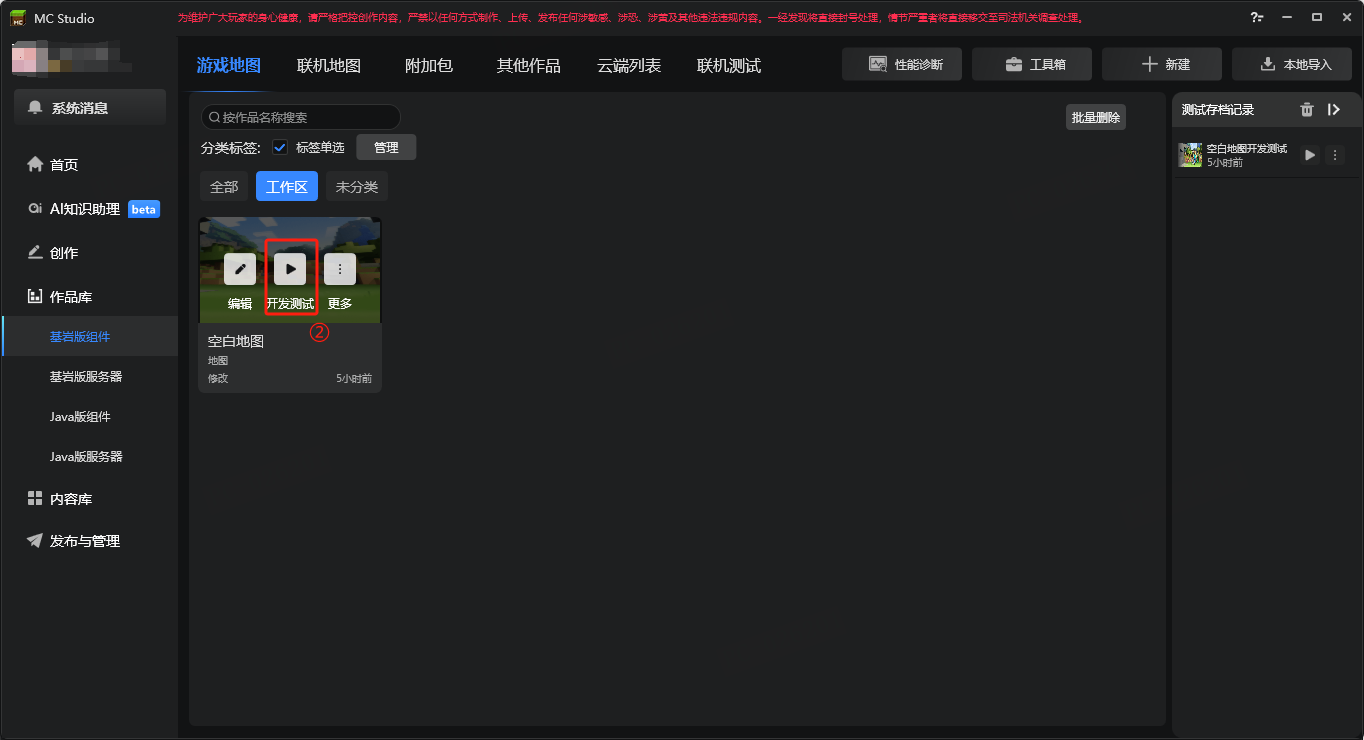 MC Studio
为维护广大玩家的身心健康，请严格把控创作内容，严禁以任何方式制作、上传、发布任何涉敏感、涉恐、涉黄及其他违法违规内容。一经发现将直接封号处理，情节严重者将直接移交至司法机关调查处理。
系统消息
首页
AI知识助理 beta
创作
作品库
基岩版组件
基岩版服务器
Java版组件
Java版服务器
内容库
发布与管理
游戏地图 联机地图 附加包 其他作品 云端列表 联机测试
性能诊断 工具箱 新建 本地导入
按作品名称搜索
批量删除
分类标签: 标签单选 管理
全部 工作区 未分类
编辑 开发测试 更多
②
空白地图
地图
修改 5小时前
测试存档记录
空白地图开发测试
5小时前